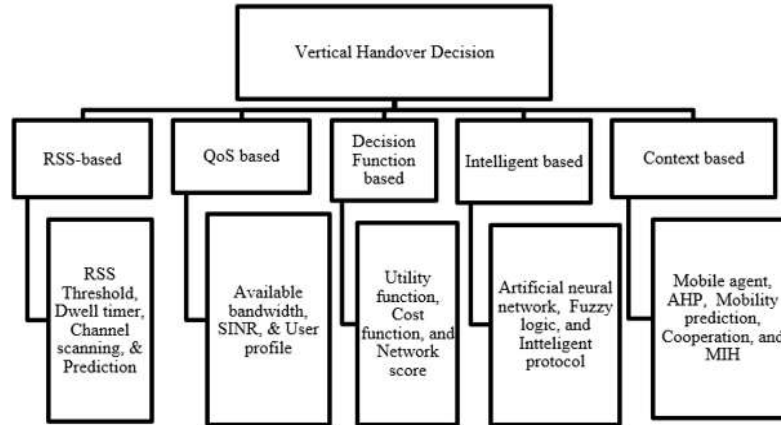 Vertical Handover Decision
RSS-based
QoS based
Decision
Function
based
Intelligent based
Context based
RSS
Threshold,
Dwell timer,
Channel
scanning, &
Prediction
Available
bandwidth,
SINR, & User
profile
Utility
function,
Cost
function, and
Network
score
Artificial neural
network, Fuzzy
logic, and
Intteligent
protocol
Mobile agent,
AHP, Mobility
prediction,
Cooperation, and
MIH